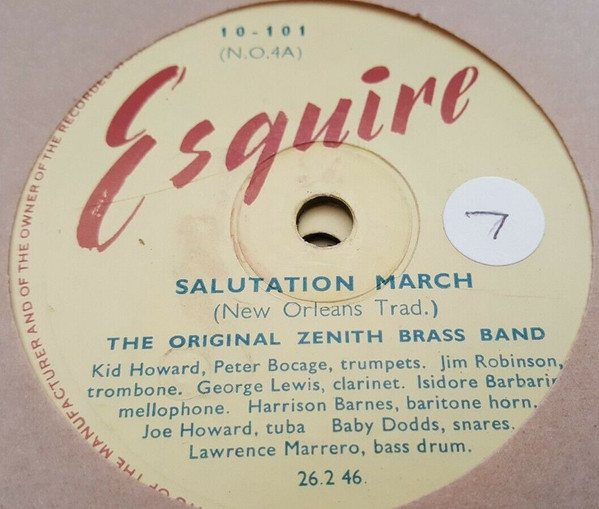 10-101
(N.O.4A)
Esquire
7
SALUTATION MARCH
(New Orleans Trad.)
THE ORIGINAL ZENITH BRASS BAND
Kid Howard, Peter Bocage, trumpets. Jim Robinson,
trombone. George Lewis, clarinet. Isidore Barbarin
mellophone. Harrison Barnes, baritone horn.
Joe Howard, tuba Baby Dodds, snares.
Lawrence Marrero, bass drum.
26.2 46.
OF THE MANUFACTURER AND OF THE OWNER OF THE RECORDED